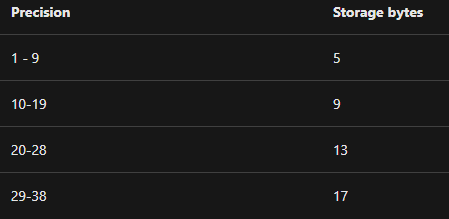 Precision Storage bytes
1 - 9 5
10-19 9
20-28 13
29-38 17